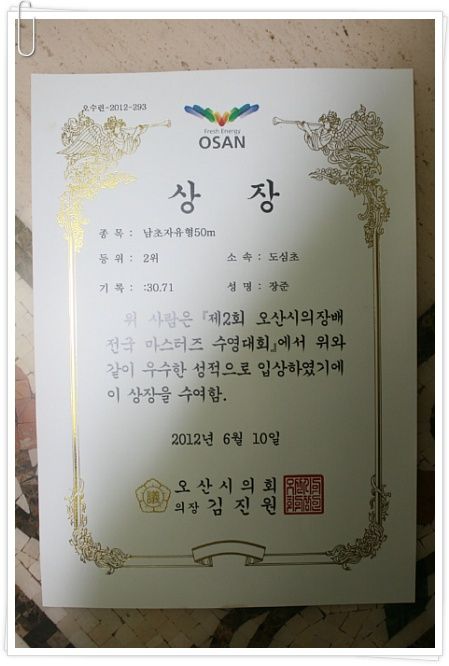 오수련-2012-293
Fresh Energy
OSAN
상 장
종 목 : 남초자유형50m
등 위 : 2위 소 속 : 도심초
기 록 : :30.71 성 명 : 장준
위 사람은 『제2회 오산시의장배
전국 마스터즈 수영대회』에서 위와
같이 우수한 성적으로 입상하였기에
이 상장을 수여함.
2012년 6월 10일
오산시의회
의장 김진원